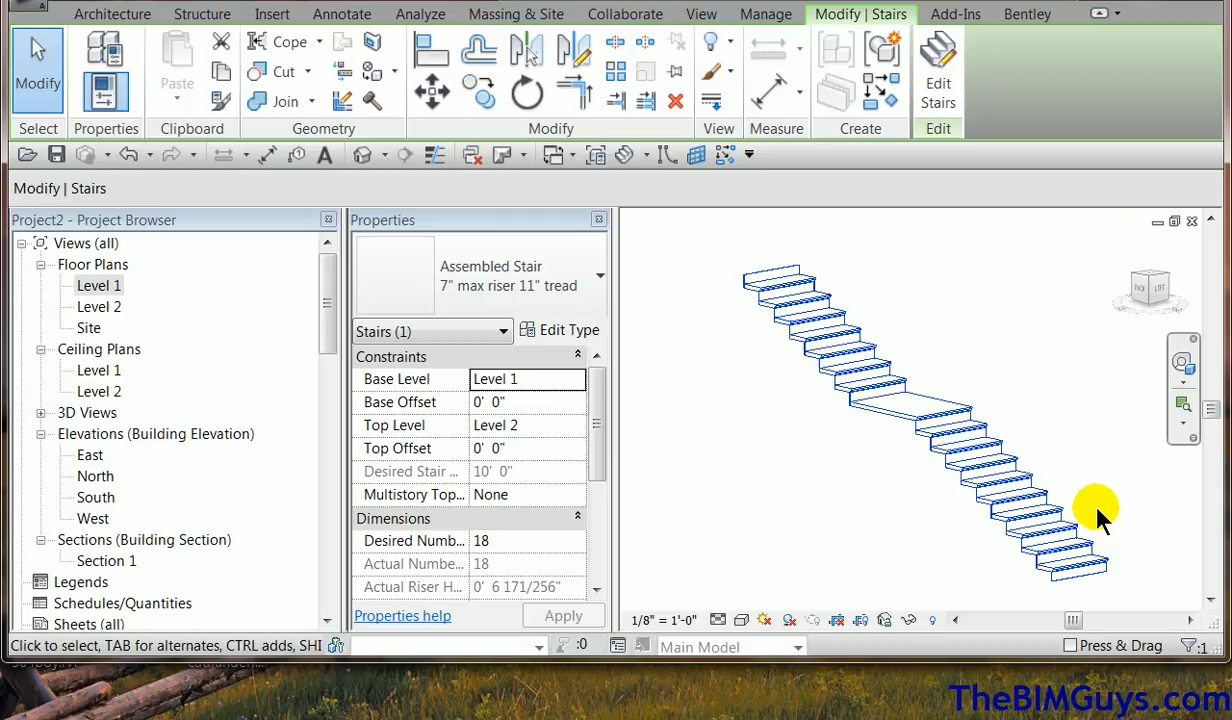 Architecture Structure Insert Annotate Analyze Massing & Site Collaborate View Manage Modify | Stairs Add-Ins Bentley
Cope
Modify Paste Cut Edit
Join Stairs
Select Properties Clipboard Geometry Modify View Measure Create Edit
Modify | Stairs
Project2 - Project Browser
Views (all)
Floor Plans
Level 1
Level 2
Site
Ceiling Plans
Level 1
Level 2
3D Views
Elevations (Building Elevation)
East
North
South
West
Sections (Building Section)
Section 1
Legends
Schedules/Quantities
Sheets (all)
Properties
Assembled Stair
7" max riser 11" tread
Stairs (1) Edit Type
Constraints
Base Level Level 1
Base Offset 0' 0"
Top Level Level 2
Top Offset 0' 0"
Desired Stair ... 10' 0"
Multistory Top... None
Dimensions
Desired Numb... 18
Actual Numbe... 18
Actual Riser H... 0' 6 171/256"
Properties help Apply
BACK LEFT
1/8" = 1'-0"
Click to select, TAB for alternates, CTRL adds, SHI :0 Main Model Press & Drag :1
TheBIMGuys.com